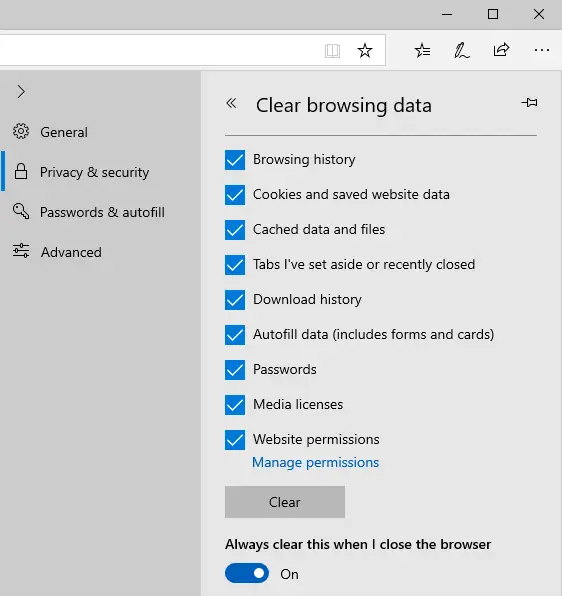 General
Privacy & security
Passwords & autofill
Advanced
Clear browsing data
Browsing history
Cookies and saved website data
Cached data and files
Tabs I've set aside or recently closed
Download history
Autofill data (includes forms and cards)
Passwords
Media licenses
Website permissions
Manage permissions
Clear
Always clear this when I close the browser
On